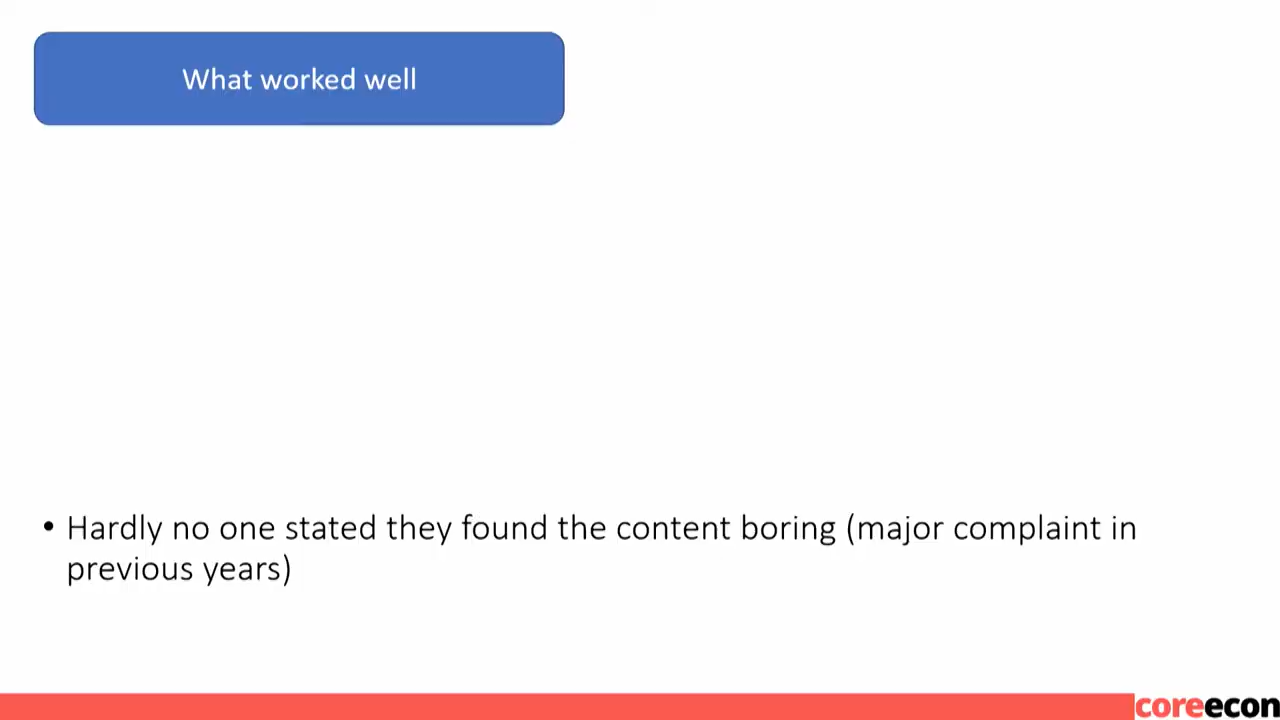 What worked well
• Hardly no one stated they found the content boring (major complaint in
previous years)
coreecon